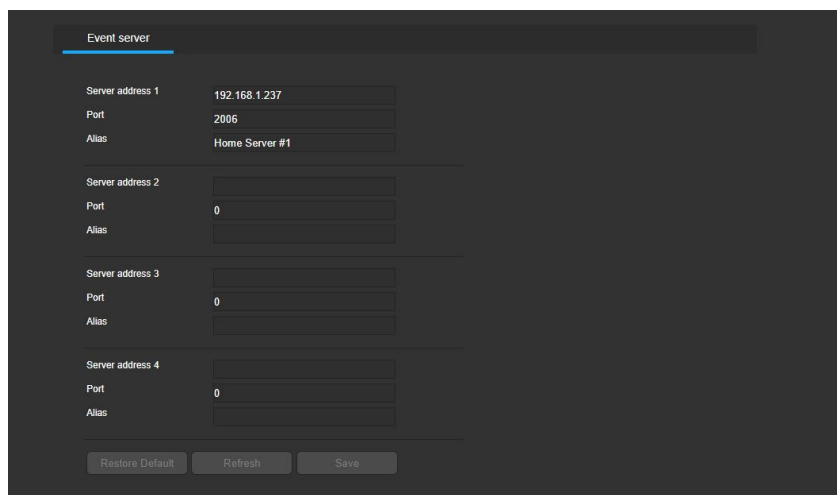 Event server
Server address 1 192.168.1.237
Port 2006
Alias Home Server #1
Server address 2
Port 0
Alias
Server address 3
Port 0
Alias
Server address 4
Port 0
Alias
Restore Default Refresh Save